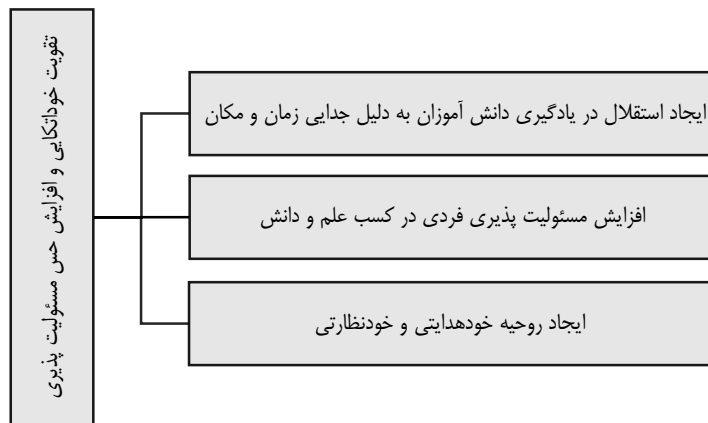 تقویت خوداتکایی و افزایش حس مسئولیت پذیری
ایجاد استقلال در یادگیری دانش آموزان به دلیل جدایی زمان و مکان
افزایش مسئولیت پذیری فردی در کسب علم و دانش
ایجاد روحیه خودهدایتی و خودنظارتی